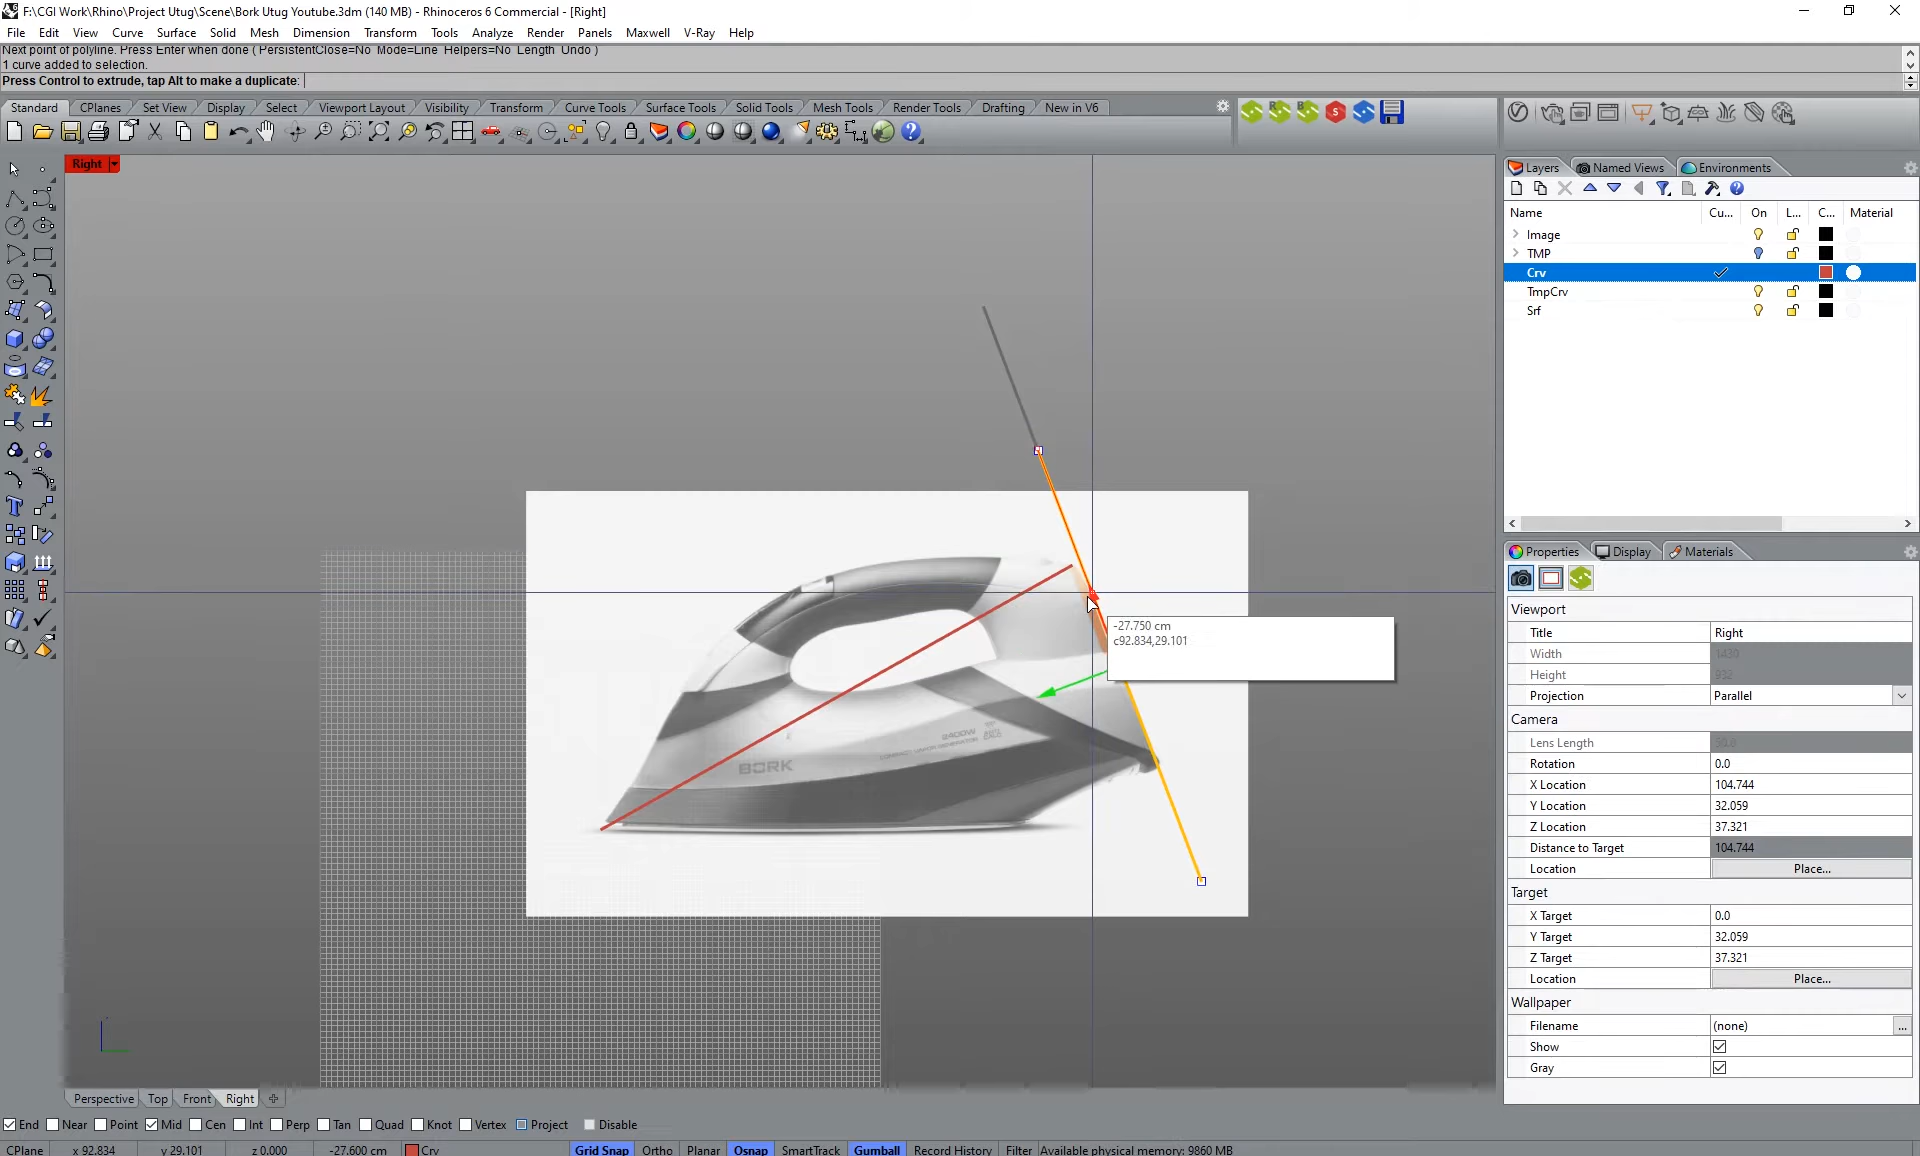 F:\CGI Work\Rhino\Project Utug\Scene\Bork Utug Youtube.3dm (140 MB) - Rhinoceros 6 Commercial - [Right]
File Edit View Curve Surface Solid Mesh Dimension Transform Tools Analyze Render Panels Maxwell V-Ray Help
Next point of polyline. Press Enter when done ( PersistentClose=No Mode=Line Helpers=No Length Undo )
1 curve added to selection.
Press Control to extrude, tap Alt to make a duplicate:
Standard CPlanes Set View Display Select Viewport Layout Visibility Transform Curve Tools Surface Tools Solid Tools Mesh Tools Render Tools Drafting New in V6
Right
Layers Named Views Environments
Name Cu... On L... C... Material
Image
TMP
Crv
TmpCrv
Srf
-27.750 cm
c92.834,29.101
2400W
BORK
Properties Display Materials
Viewport
Title Right
Width 1430
Height 932
Projection Parallel
Camera
Lens Length 50.0
Rotation 0.0
X Location 104.744
Y Location 32.059
Z Location 37.321
Distance to Target 104.744
Location Place...
Target
X Target 0.0
Y Target 32.059
Z Target 37.321
Location Place...
Wallpaper
Filename (none) ...
Show
Gray
Perspective Top Front Right
End Near Point Mid Cen Int Perp Tan Quad Knot Vertex Project Disable
CPlane x 92.834 y 29.101 z 0.000 -27.600 cm Crv Grid Snap Ortho Planar Osnap SmartTrack Gumball Record History Filter Available physical memory: 9860 MB